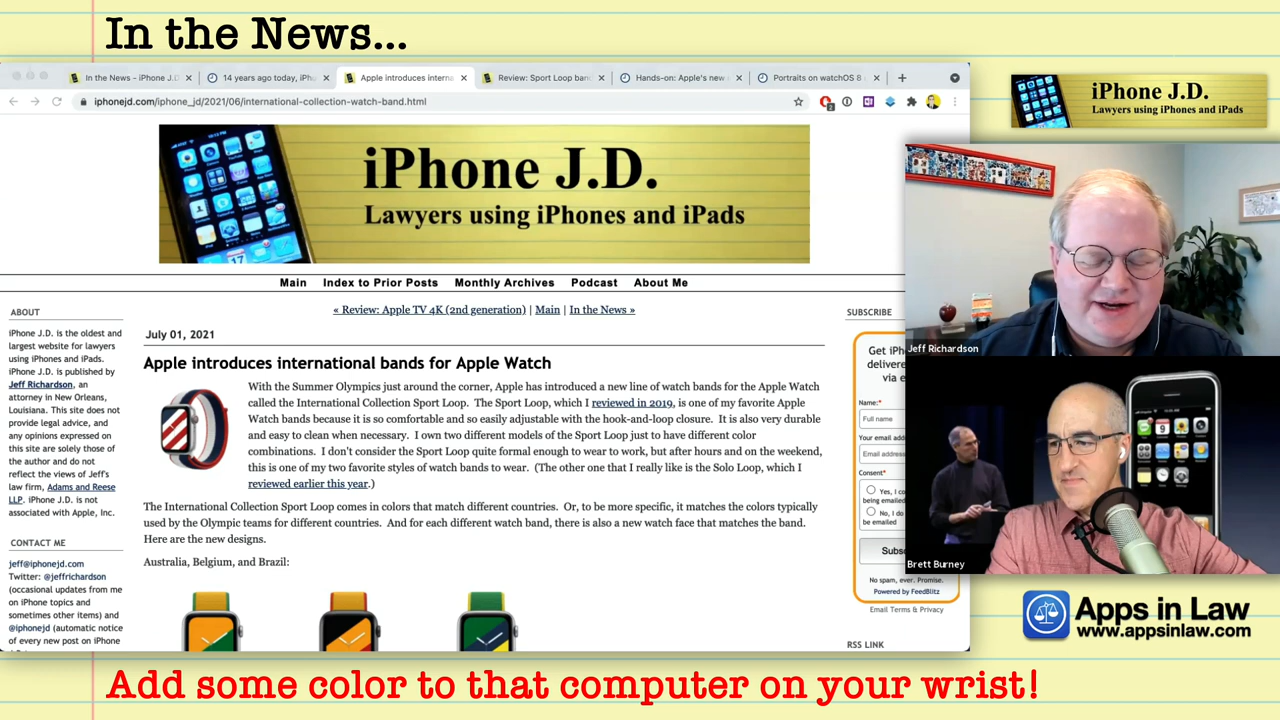 In the News...
In the News - iPhone J.D.
14 years ago today, iPho
Apple introduces interna
Review: Sport Loop ban
Hands-on: Apple's new
Portraits on watchOS 8
iphonejd.com/iphone_jd/2021/06/international-collection-watch-band.html
iPhone J.D.
Lawyers using iPhones and iPads
iPhone J.D.
Lawyers using iPhones and iPads
Main Index to Prior Posts Monthly Archives Podcast About Me
« Review: Apple TV 4K (2nd generation) | Main | In the News »
ABOUT
iPhone J.D. is the oldest and
largest website for lawyers
using iPhones and iPads.
iPhone J.D. is published by
Jeff Richardson, an
attorney in New Orleans,
Louisiana. This site does not
provide legal advice, and
any opinions expressed on
this site are solely those of
the author and do not
reflect the views of Jeff's
law firm, Adams and Reese
LLP. iPhone J.D. is not
associated with Apple, Inc.
CONTACT ME
jeff@iphonejd.com
Twitter: @jeffrichardson
(occasional updates from me
on iPhone topics and
sometimes other items) and
@iphonejd (automatic notice
of every new post on iPhone
July 01, 2021
Apple introduces international bands for Apple Watch
With the Summer Olympics just around the corner, Apple has introduced a new line of watch bands for the Apple Watch
called the International Collection Sport Loop. The Sport Loop, which I reviewed in 2019, is one of my favorite Apple
Watch bands because it is so comfortable and so easily adjustable with the hook-and-loop closure. It is also very durable
and easy to clean when necessary. I own two different models of the Sport Loop just to have different color
combinations. I don't consider the Sport Loop quite formal enough to wear to work, but after hours and on the weekend,
this is one of my two favorite styles of watch bands to wear. (The other one that I really like is the Solo Loop, which I
reviewed earlier this year.)
The International Collection Sport Loop comes in colors that match different countries. Or, to be more specific, it matches the colors typically
used by the Olympic teams for different countries. And for each different watch band, there is also a new watch face that matches the band.
Here are the new designs.
Australia, Belgium, and Brazil:
SUBSCRIBE
Get iPh
delivere
via e
Name:*
Full name
Your email add
Email address
Consent*
Yes, I co
being emailed
No, I do
be emailed
Subsc
No spam, ever. Promise.
Powered by FeedBlitz
Email Terms & Privacy
RSS LINK
Jeff Richardson
Brett Burney
Apps in Law
www.appsinlaw.com
Add some color to that computer on your wrist!